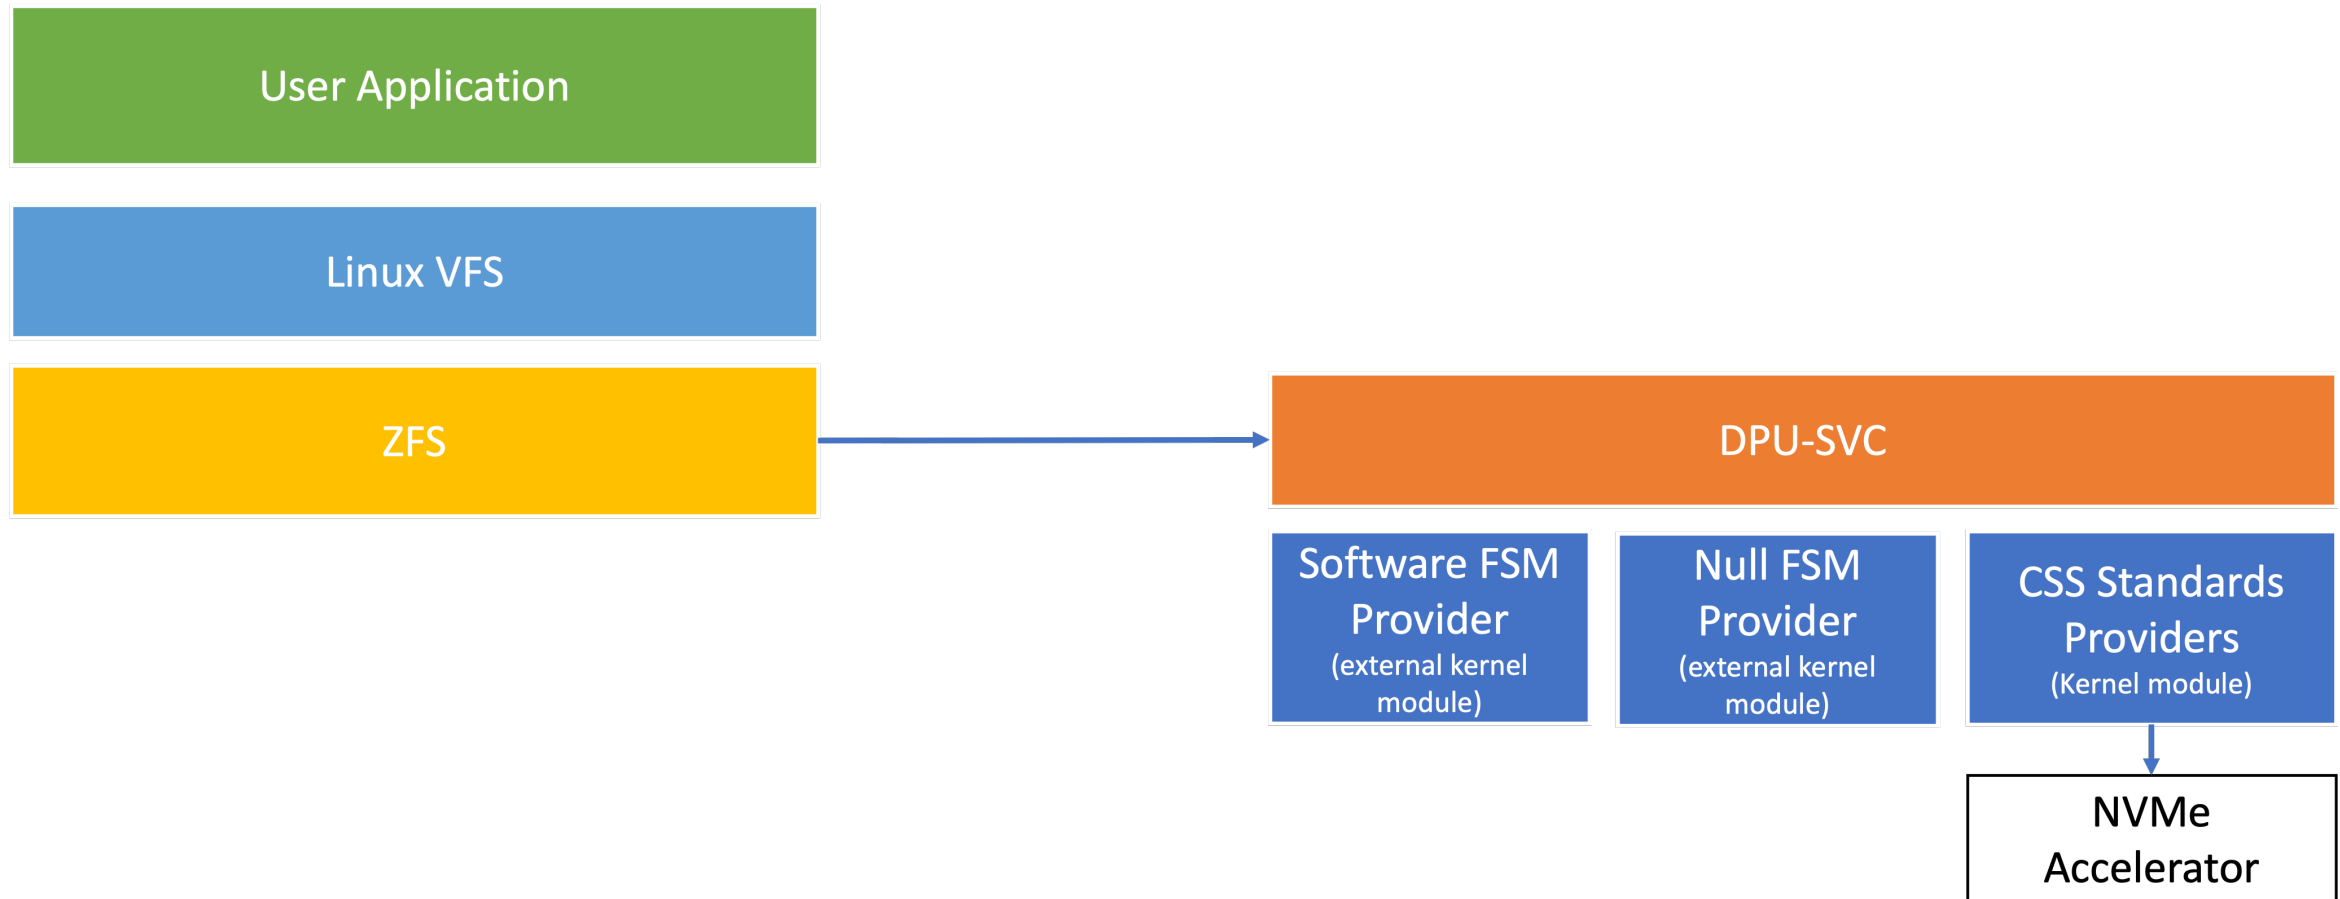 User Application
Linux VFS
ZFS
DPU-SVC
Software FSM
Provider
(external kernel
module)
Null FSM
Provider
(external kernel
module)
CSS Standards
Providers
(Kernel module)
NVMe
Accelerator